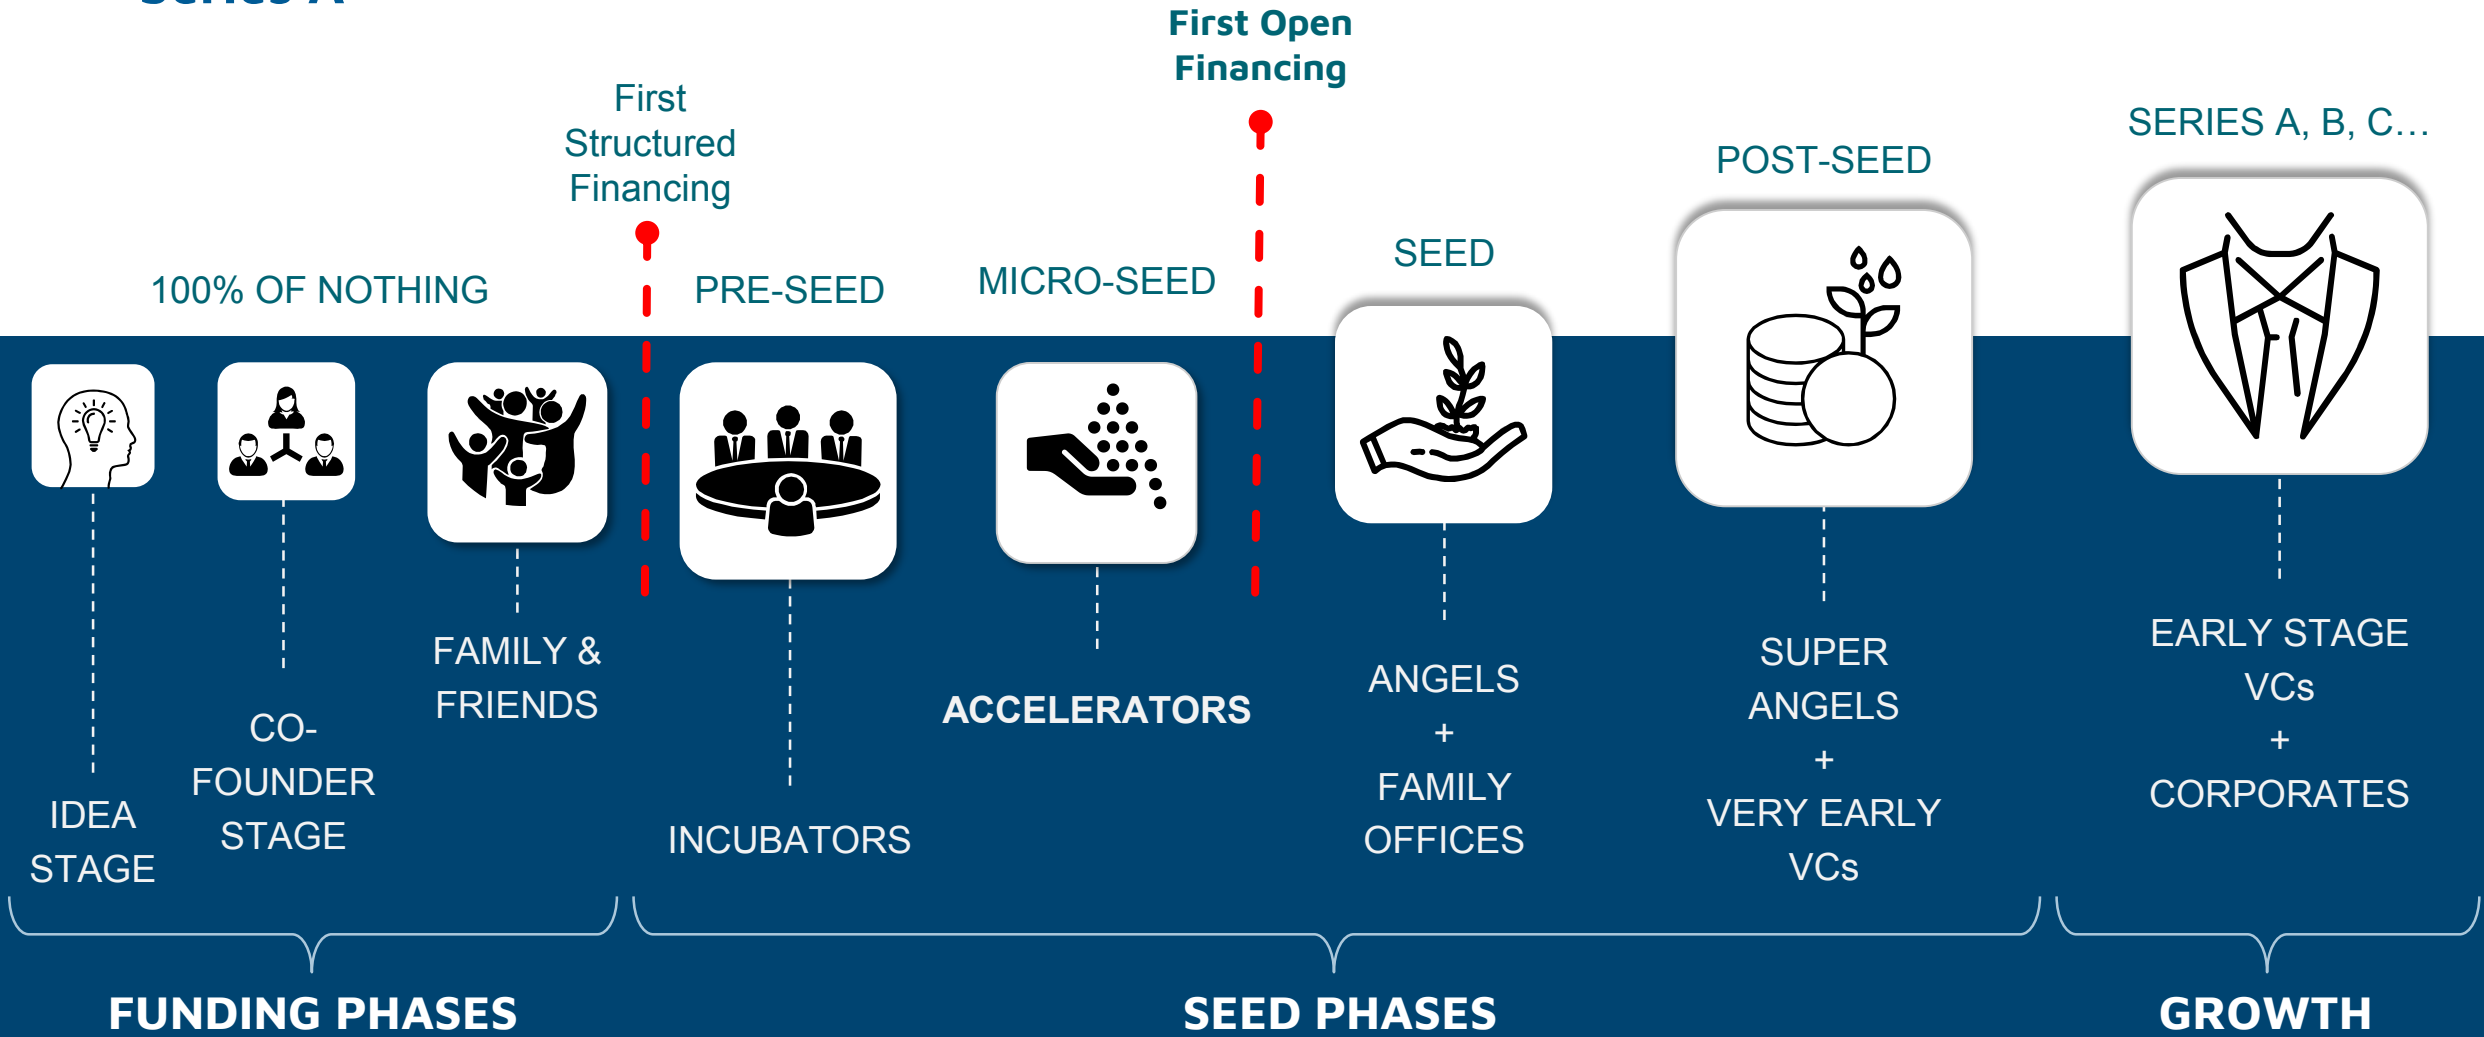 Series A
First Open
Financing
First
Structured
Financing
SERIES A, B, C...
POST-SEED
SEED
100% OF NOTHING
PRE-SEED
MICRO-SEED
FAMILY &
FRIENDS
CO-
FOUNDER
STAGE
IDEA
STAGE
INCUBATORS
ACCELERATORS
ANGELS
+
FAMILY
OFFICES
SUPER
ANGELS
+
VERY EARLY
VCs
EARLY STAGE
VCs
+
CORPORATES
FUNDING PHASES
SEED PHASES
GROWTH